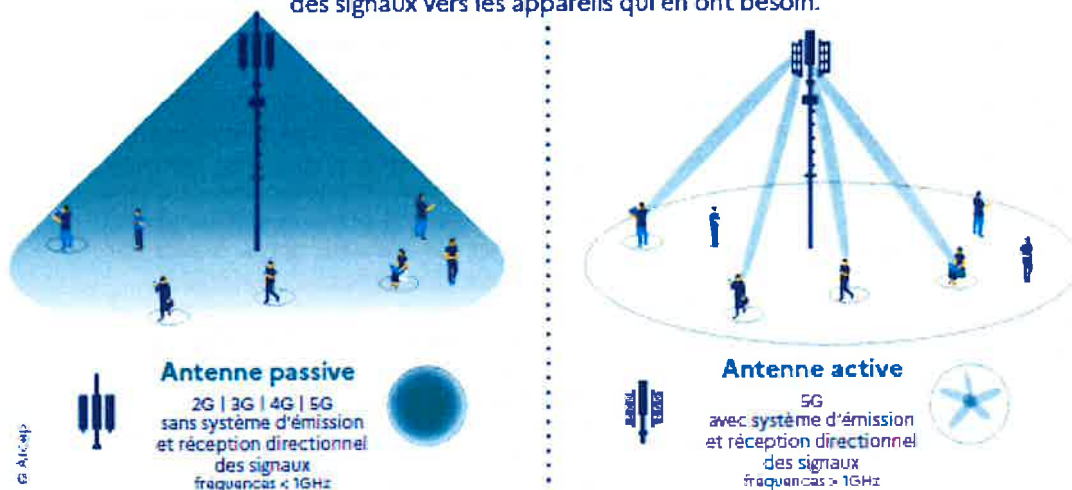 des signaux vers les appareils qui en ont besoin.
Antenne passive
2G | 3G | 4G | 5G
sans système d'émission
et réception directionnel
des signaux
fréquences < 1GHz
Antenne active
5G
avec système d'émission
et réception directionnel
des signaux
fréquences > 1GHz
© Arcep